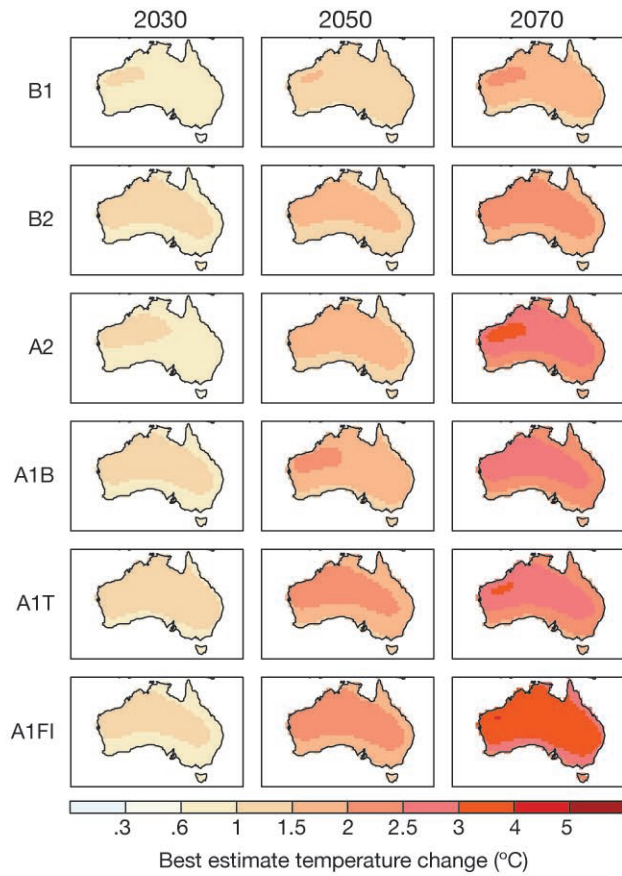 2030 2050 2070
B1
B2
A2
A1B
A1T
A1FI
.3 .6 1 1.5 2 2.5 3 4 5
Best estimate temperature change (ºC)